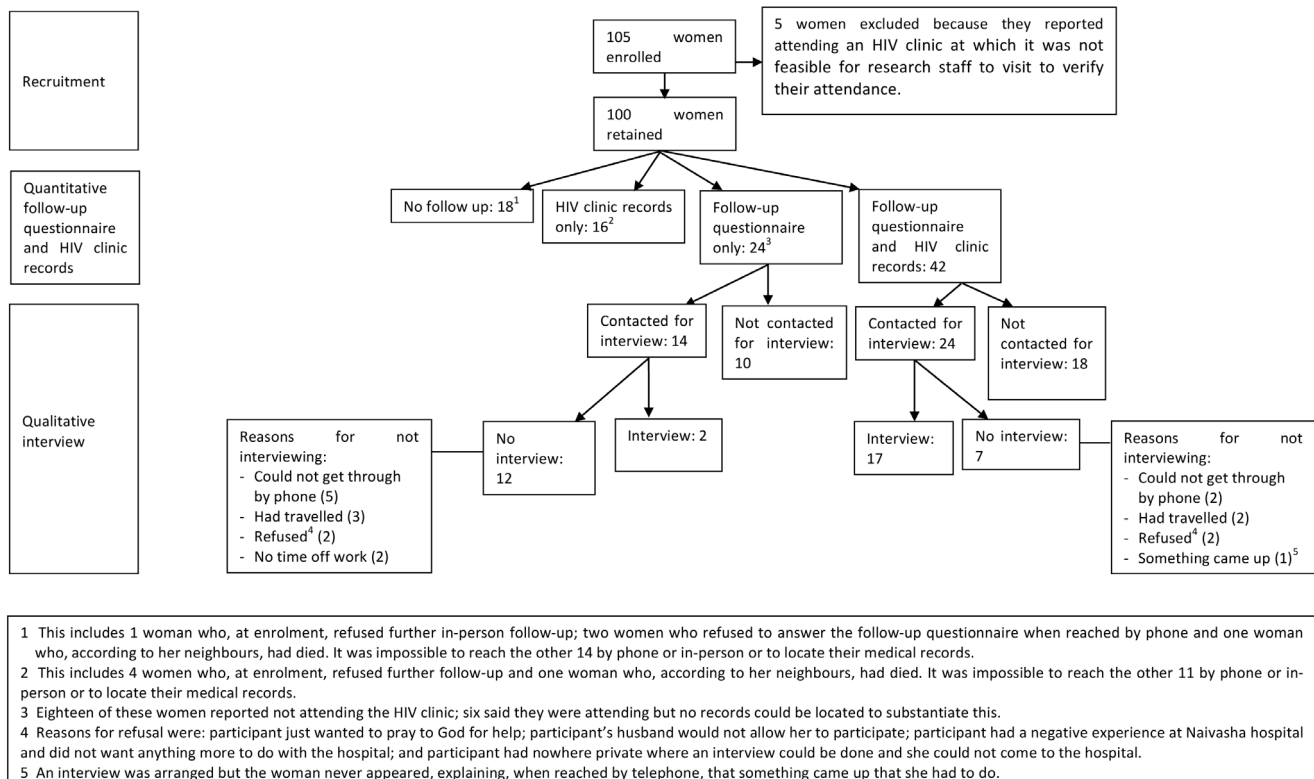 Recruitment
105 women
enrolled
5 women excluded because they reported
attending an HIV clinic at which it was not
feasible for research staff to visit to verify
their attendance.
100 women
retained
Quantitative
follow-up
questionnaire
and HIV clinic
records
No follow up: 18¹
HIV clinic records
only: 16²
Follow-up
questionnaire
only: 24³
Follow-up
questionnaire
and HIV clinic
records: 42
Qualitative
interview
Contacted for
interview: 14
Not contacted
for interview:
10
Contacted for
interview: 24
Not
contacted for
interview: 18
Reasons for not
interviewing:
- Could not get through
by phone (5)
- Had travelled (3)
- Refused⁴ (2)
- No time off work (2)
No
interview:
12
Interview: 2
Interview:
17
No interview:
7
Reasons for not
interviewing:
- Could not get through
by phone (2)
- Had travelled (2)
- Refused⁴ (2)
- Something came up (1)⁵
1 This includes 1 woman who, at enrolment, refused further in-person follow-up; two women who refused to answer the follow-up questionnaire when reached by phone and one woman
who, according to her neighbours, had died. It was impossible to reach the other 14 by phone or in-person or to locate their medical records.
2 This includes 4 women who, at enrolment, refused further follow-up and one woman who, according to her neighbours, had died. It was impossible to reach the other 11 by phone or in-
person or to locate their medical records.
3 Eighteen of these women reported not attending the HIV clinic; six said they were attending but no records could be located to substantiate this.
4 Reasons for refusal were: participant just wanted to pray to God for help; participant's husband would not allow her to participate; participant had a negative experience at Naivasha hospital
and did not want anything more to do with the hospital; and participant had nowhere private where an interview could be done and she could not come to the hospital.
5 An interview was arranged but the woman never appeared, explaining, when reached by telephone, that something came up that she had to do.